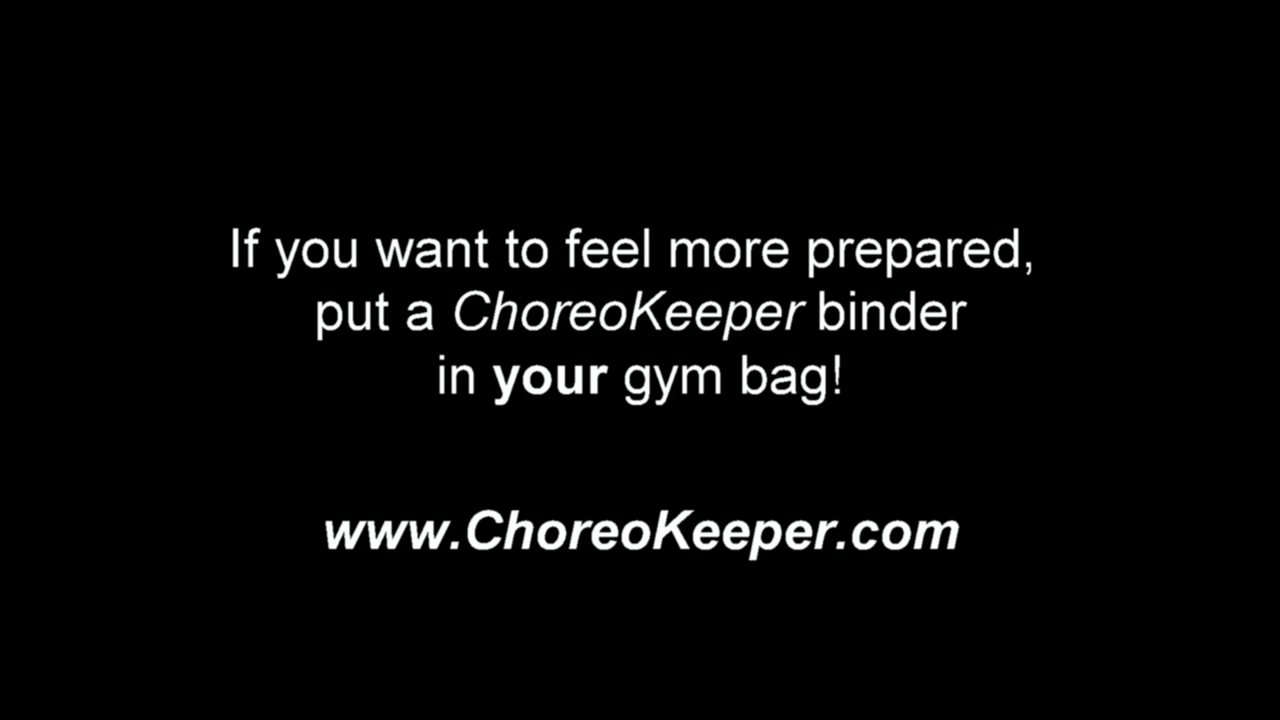 If you want to feel more prepared,
put a ChoreoKeeper binder
in your gym bag!
www.ChoreoKeeper.com